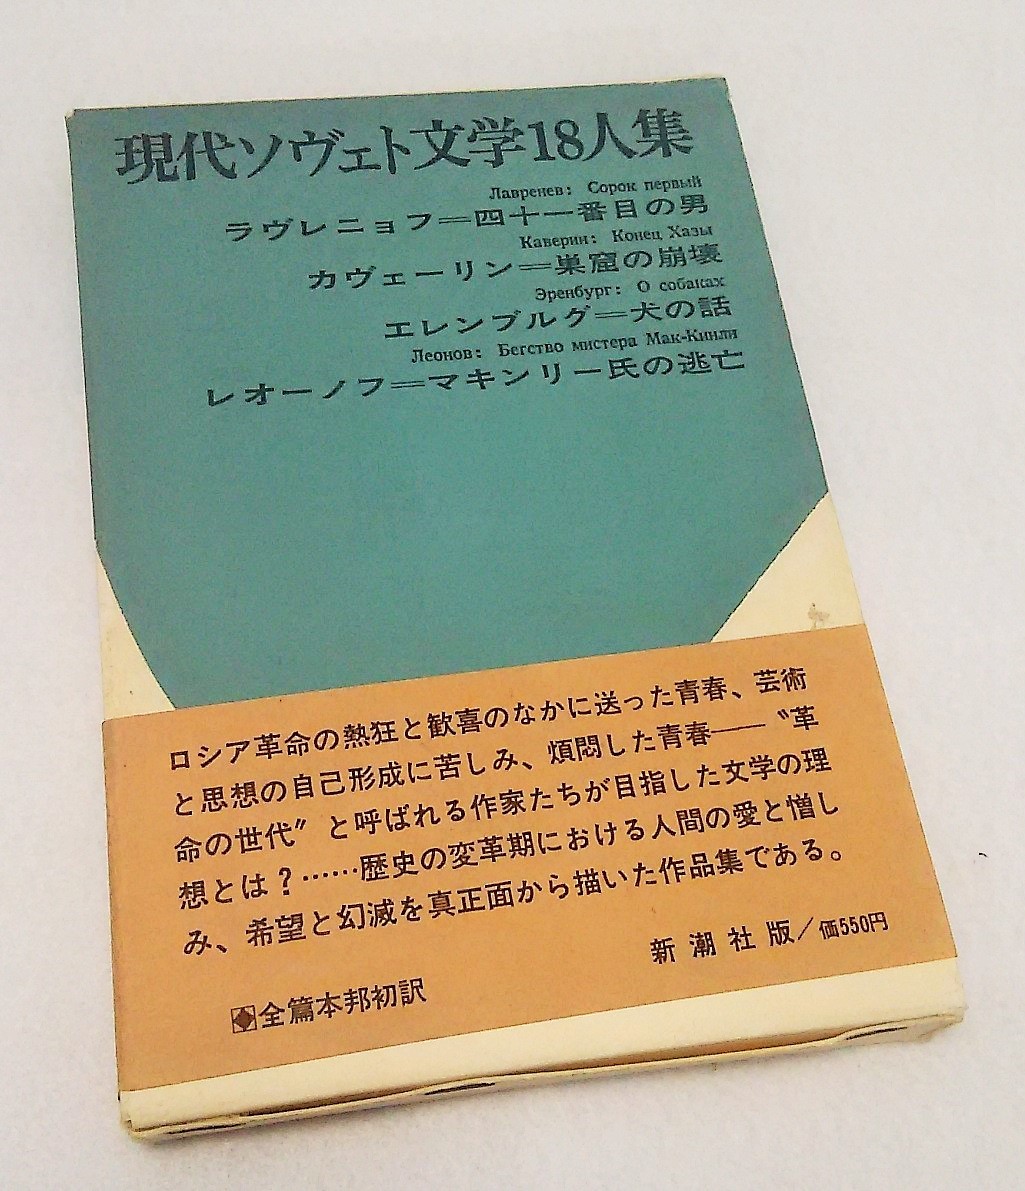 現代ソヴェト文学18人集
Лавренев: Сорок первый
ラヴレニョフ＝四十一番目の男
Каверин: Конец Хазы
カヴェーリン＝巣窟の崩壊
Эренбург: О собаках
エレンブルグ＝犬の話
Леонов: Бегство мистера Мак-Кинли
レオーノフ＝マキンリー氏の逃亡
ロシア革命の熱狂と歓喜のなかに送った青春、芸術
と思想の自己形成に苦しみ、煩悶した青春――〝革
命の世代〟と呼ばれる作家たちが目指した文学の理
想とは？……歴史の変革期における人間の愛と憎し
み、希望と幻滅を真正面から描いた作品集である。
新潮社版／価550円
◈全篇本邦初訳